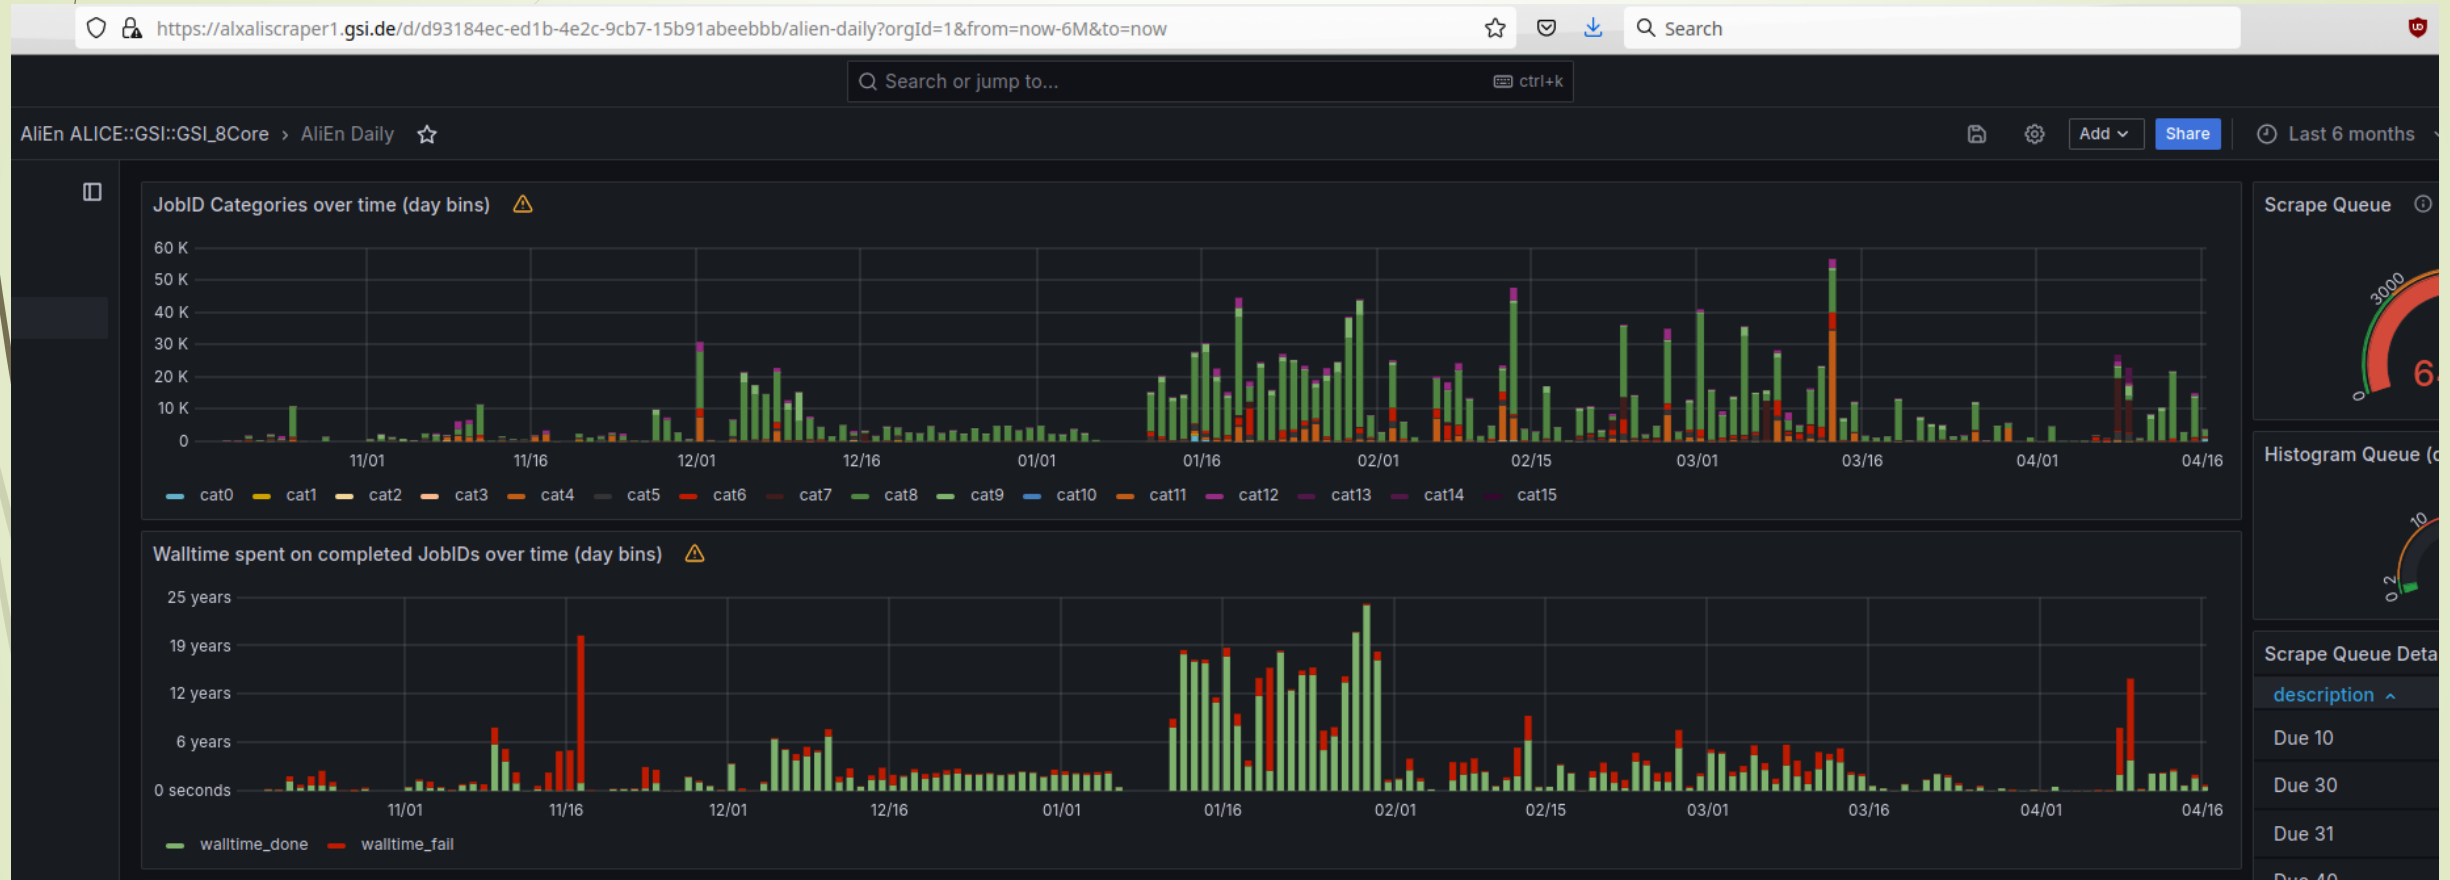 https://alxaliscraper1.gsi.de/d/d93184ec-ed1b-4e2c-9cb7-15b91abeebbb/alien-daily?orgId=1&from=now-6M&to=now
Search
Search or jump to...
ctrl+k
AliEn ALICE::GSI::GSI_8Core › AliEn Daily
Add
Share
Last 6 months
JobID Categories over time (day bins)
60 K
50 K
40 K
30 K
20 K
10 K
0
11/01 11/16 12/01 12/16 01/01 01/16 02/01 02/15 03/01 03/16 04/01 04/16
cat0 cat1 cat2 cat3 cat4 cat5 cat6 cat7 cat8 cat9 cat10 cat11 cat12 cat13 cat14 cat15
Walltime spent on completed JobIDs over time (day bins)
25 years
19 years
12 years
6 years
0 seconds
11/01 11/16 12/01 12/16 01/01 01/16 02/01 02/15 03/01 03/16 04/01 04/16
walltime_done walltime_fail
Scrape Queue
3000
0
Histogram Queue
10
2
0
Scrape Queue
description
Due 10
Due 30
Due 31